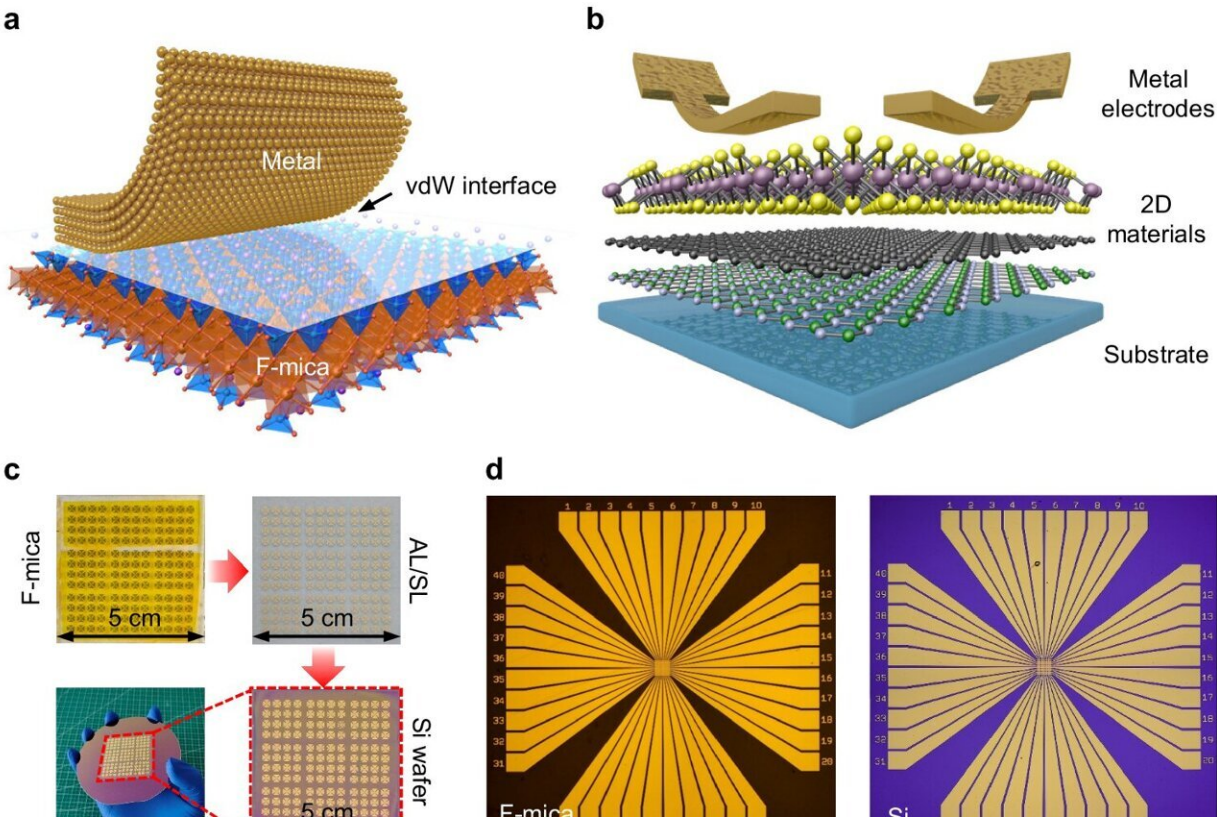 a
Metal
vdW interface
F-mica
b
Metal
electrodes
2D
materials
Substrate
c
F-mica
5 cm
AL/SL
5 cm
Si wafer
5 cm
d
1 2 3 4 5 6 7 8 9 10
40
39
38
37
36
35
34
33
32
31
11
12
13
14
15
16
17
18
19
20
F-mica
1 2 3 4 5 6 7 8 9 10
40
39
38
37
36
35
34
33
32
31
11
12
13
14
15
16
17
18
19
20
Si